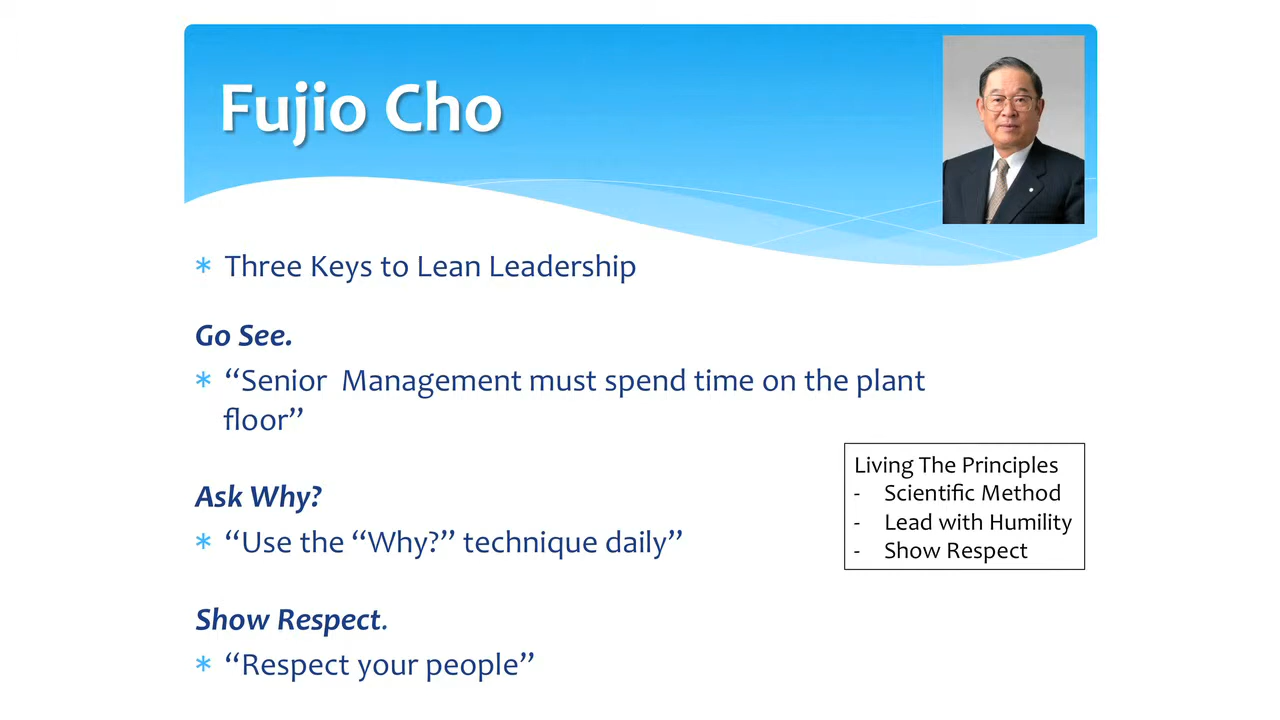 Fujio Cho
* Three Keys to Lean Leadership
Go See.
* “Senior  Management must spend time on the plant
floor”
Ask Why?
* “Use the “Why?” technique daily”
Show Respect.
* “Respect your people”
Living The Principles
- Scientific Method
- Lead with Humility
- Show Respect